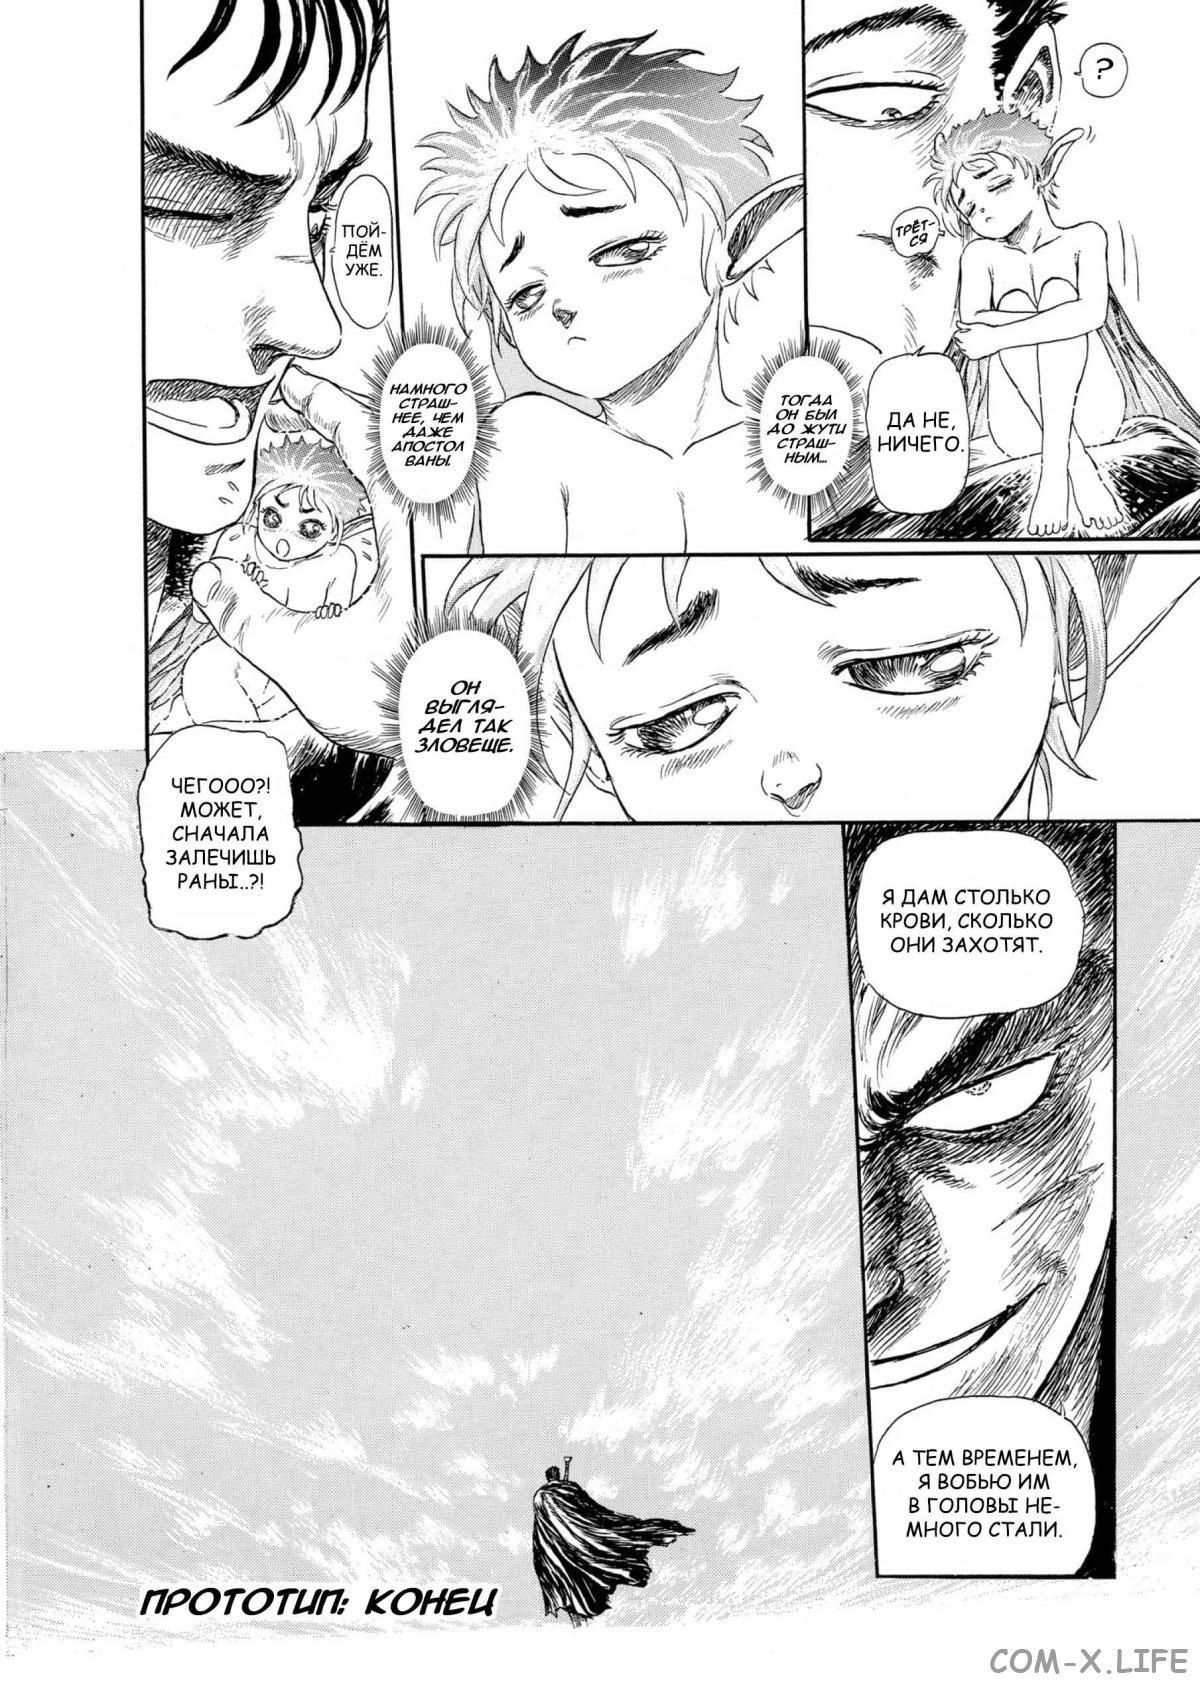 ?
ТРЁТ-
СЯ
ДА НЕ,
НИЧЕГО.
ТОГДА
ОН БЫЛ
ДО ЖУТИ
СТРАШ-
НЫМ...
НАМНОГО
СТРАШ-
НЕЕ, ЧЕМ
ДАЖЕ
АПОСТОЛ
ВАНЫ.
ПОЙ-
ДЁМ
УЖЕ.
ОН
ВЫГЛЯ-
ДЕЛ ТАК
ЗЛОВЕЩЕ.
ЧЕГООО?!
МОЖЕТ,
СНАЧАЛА
ЗАЛЕЧИШЬ
РАНЫ..?!
Я ДАМ СТОЛЬКО
КРОВИ, СКОЛЬКО
ОНИ ЗАХОТЯТ.
А ТЕМ ВРЕМЕНЕМ,
Я ВОБЬЮ ИМ
В ГОЛОВЫ НЕ-
МНОГО СТАЛИ.
ПРОТОТИП: КОНЕЦ
COM-X.LIFE